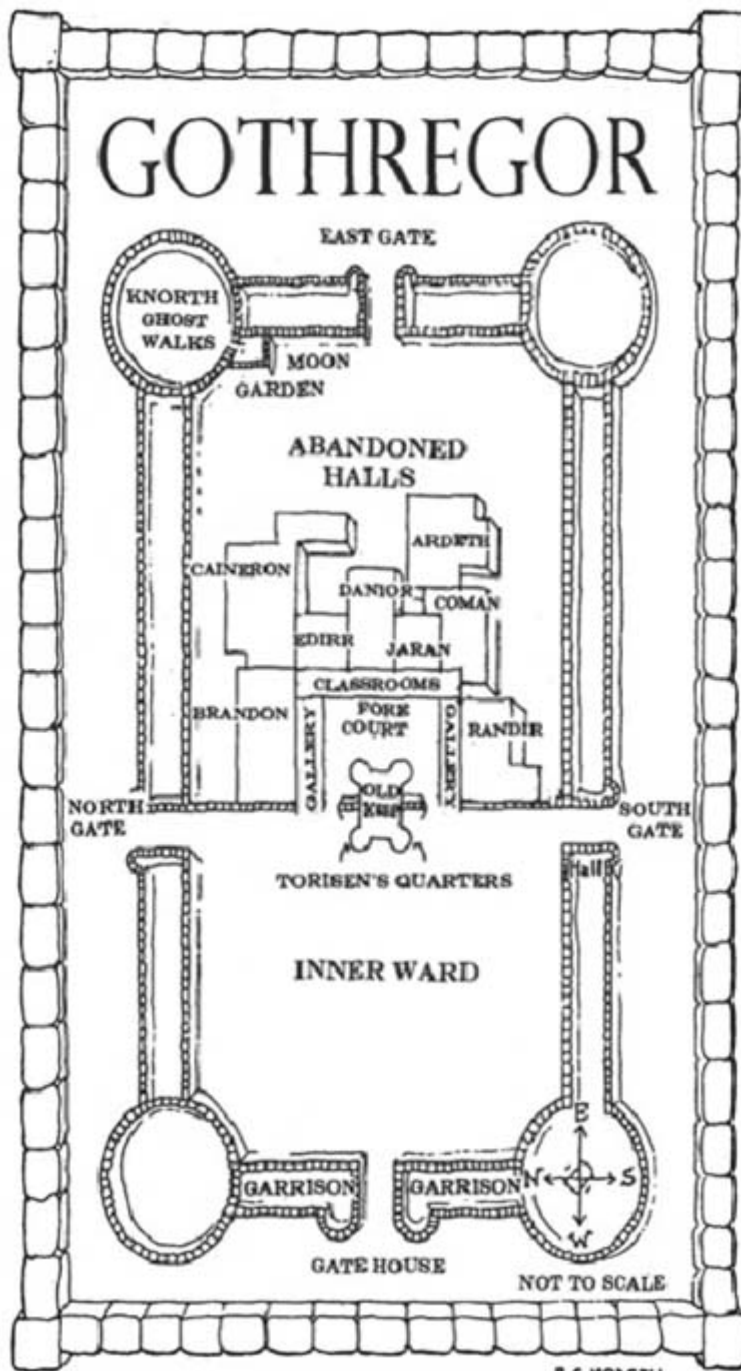 GOTHREGOR
EAST GATE
KNORTH
GHOST
WALKS
MOON
GARDEN
ABANDONED
HALLS
ARDETH
CAINERON
DANIOR
COMAN
EDIRR
JARAN
CLASSROOMS
BRANDON
GALLERY
FORE
COURT
GALLERY
RANDIR
OLD
KEEP
NORTH
GATE
SOUTH
GATE
TORISEN'S QUARTERS
Hall
INNER WARD
E
N S
W
GARRISON
GARRISON
GATE HOUSE
NOT TO SCALE